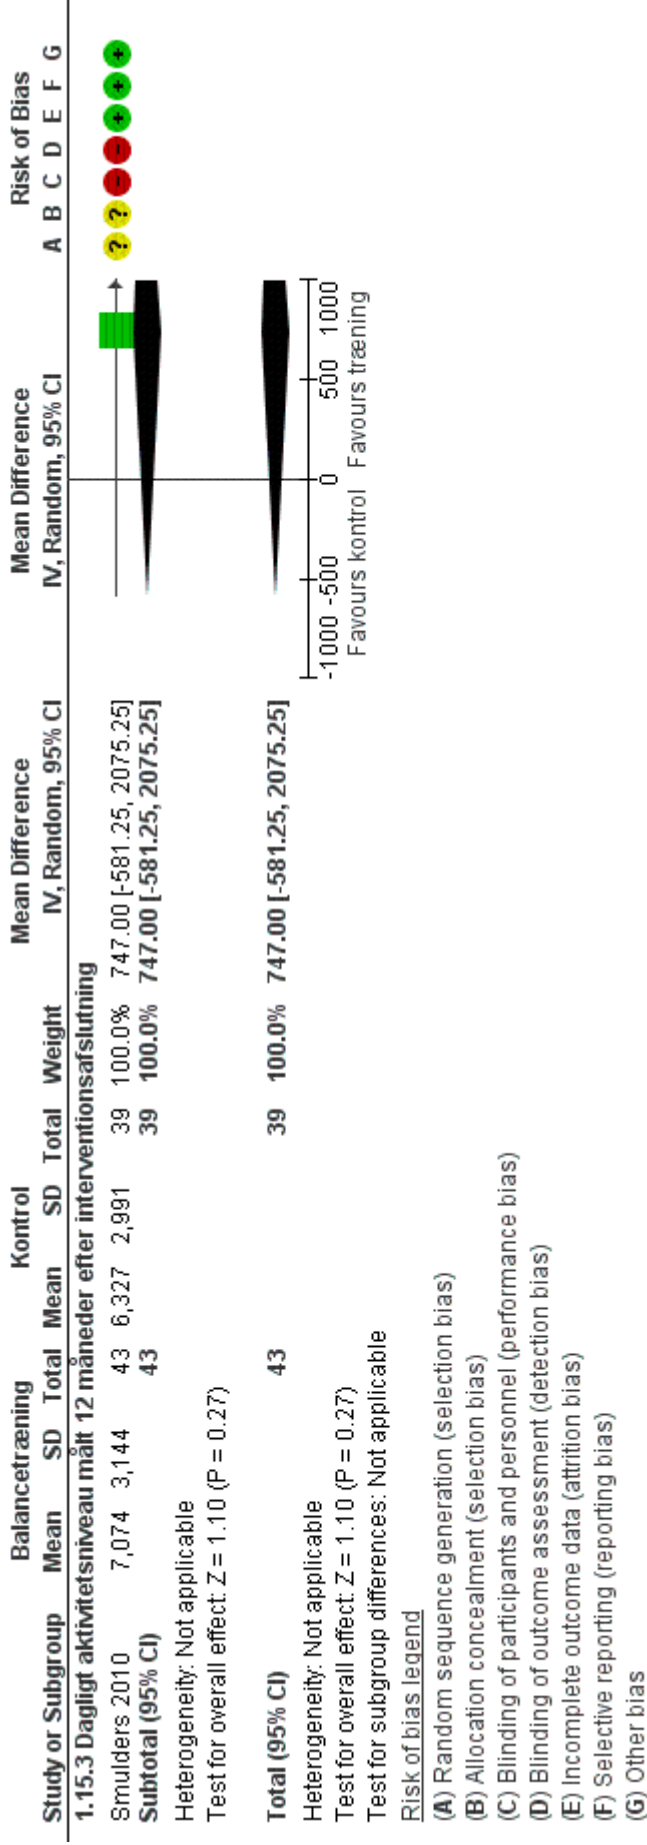 Balancetræning Kontrol Mean Difference Mean Difference Risk of Bias
Study or Subgroup Mean SD Total Mean SD Total Weight IV, Random, 95% CI IV, Random, 95% CI A B C D E F G
1.15.3 Dagligt aktivitetsniveau målt 12 måneder efter interventionsafslutning
Smulders 2010 7,074 3,144 43 6,327 2,991 39 100.0% 747.00 [-581.25, 2075.25] ? ? − − + + +
Subtotal (95% CI) 43 39 100.0% 747.00 [-581.25, 2075.25]
Heterogeneity: Not applicable
Test for overall effect: Z = 1.10 (P = 0.27)
Total (95% CI) 43 39 100.0% 747.00 [-581.25, 2075.25]
Heterogeneity: Not applicable
-1000 -500 0 500 1000
Test for overall effect: Z = 1.10 (P = 0.27)
Favours kontrol Favours træning
Test for subgroup differences: Not applicable
Risk of bias legend
(A) Random sequence generation (selection bias)
(B) Allocation concealment (selection bias)
(C) Blinding of participants and personnel (performance bias)
(D) Blinding of outcome assessment (detection bias)
(E) Incomplete outcome data (attrition bias)
(F) Selective reporting (reporting bias)
(G) Other bias